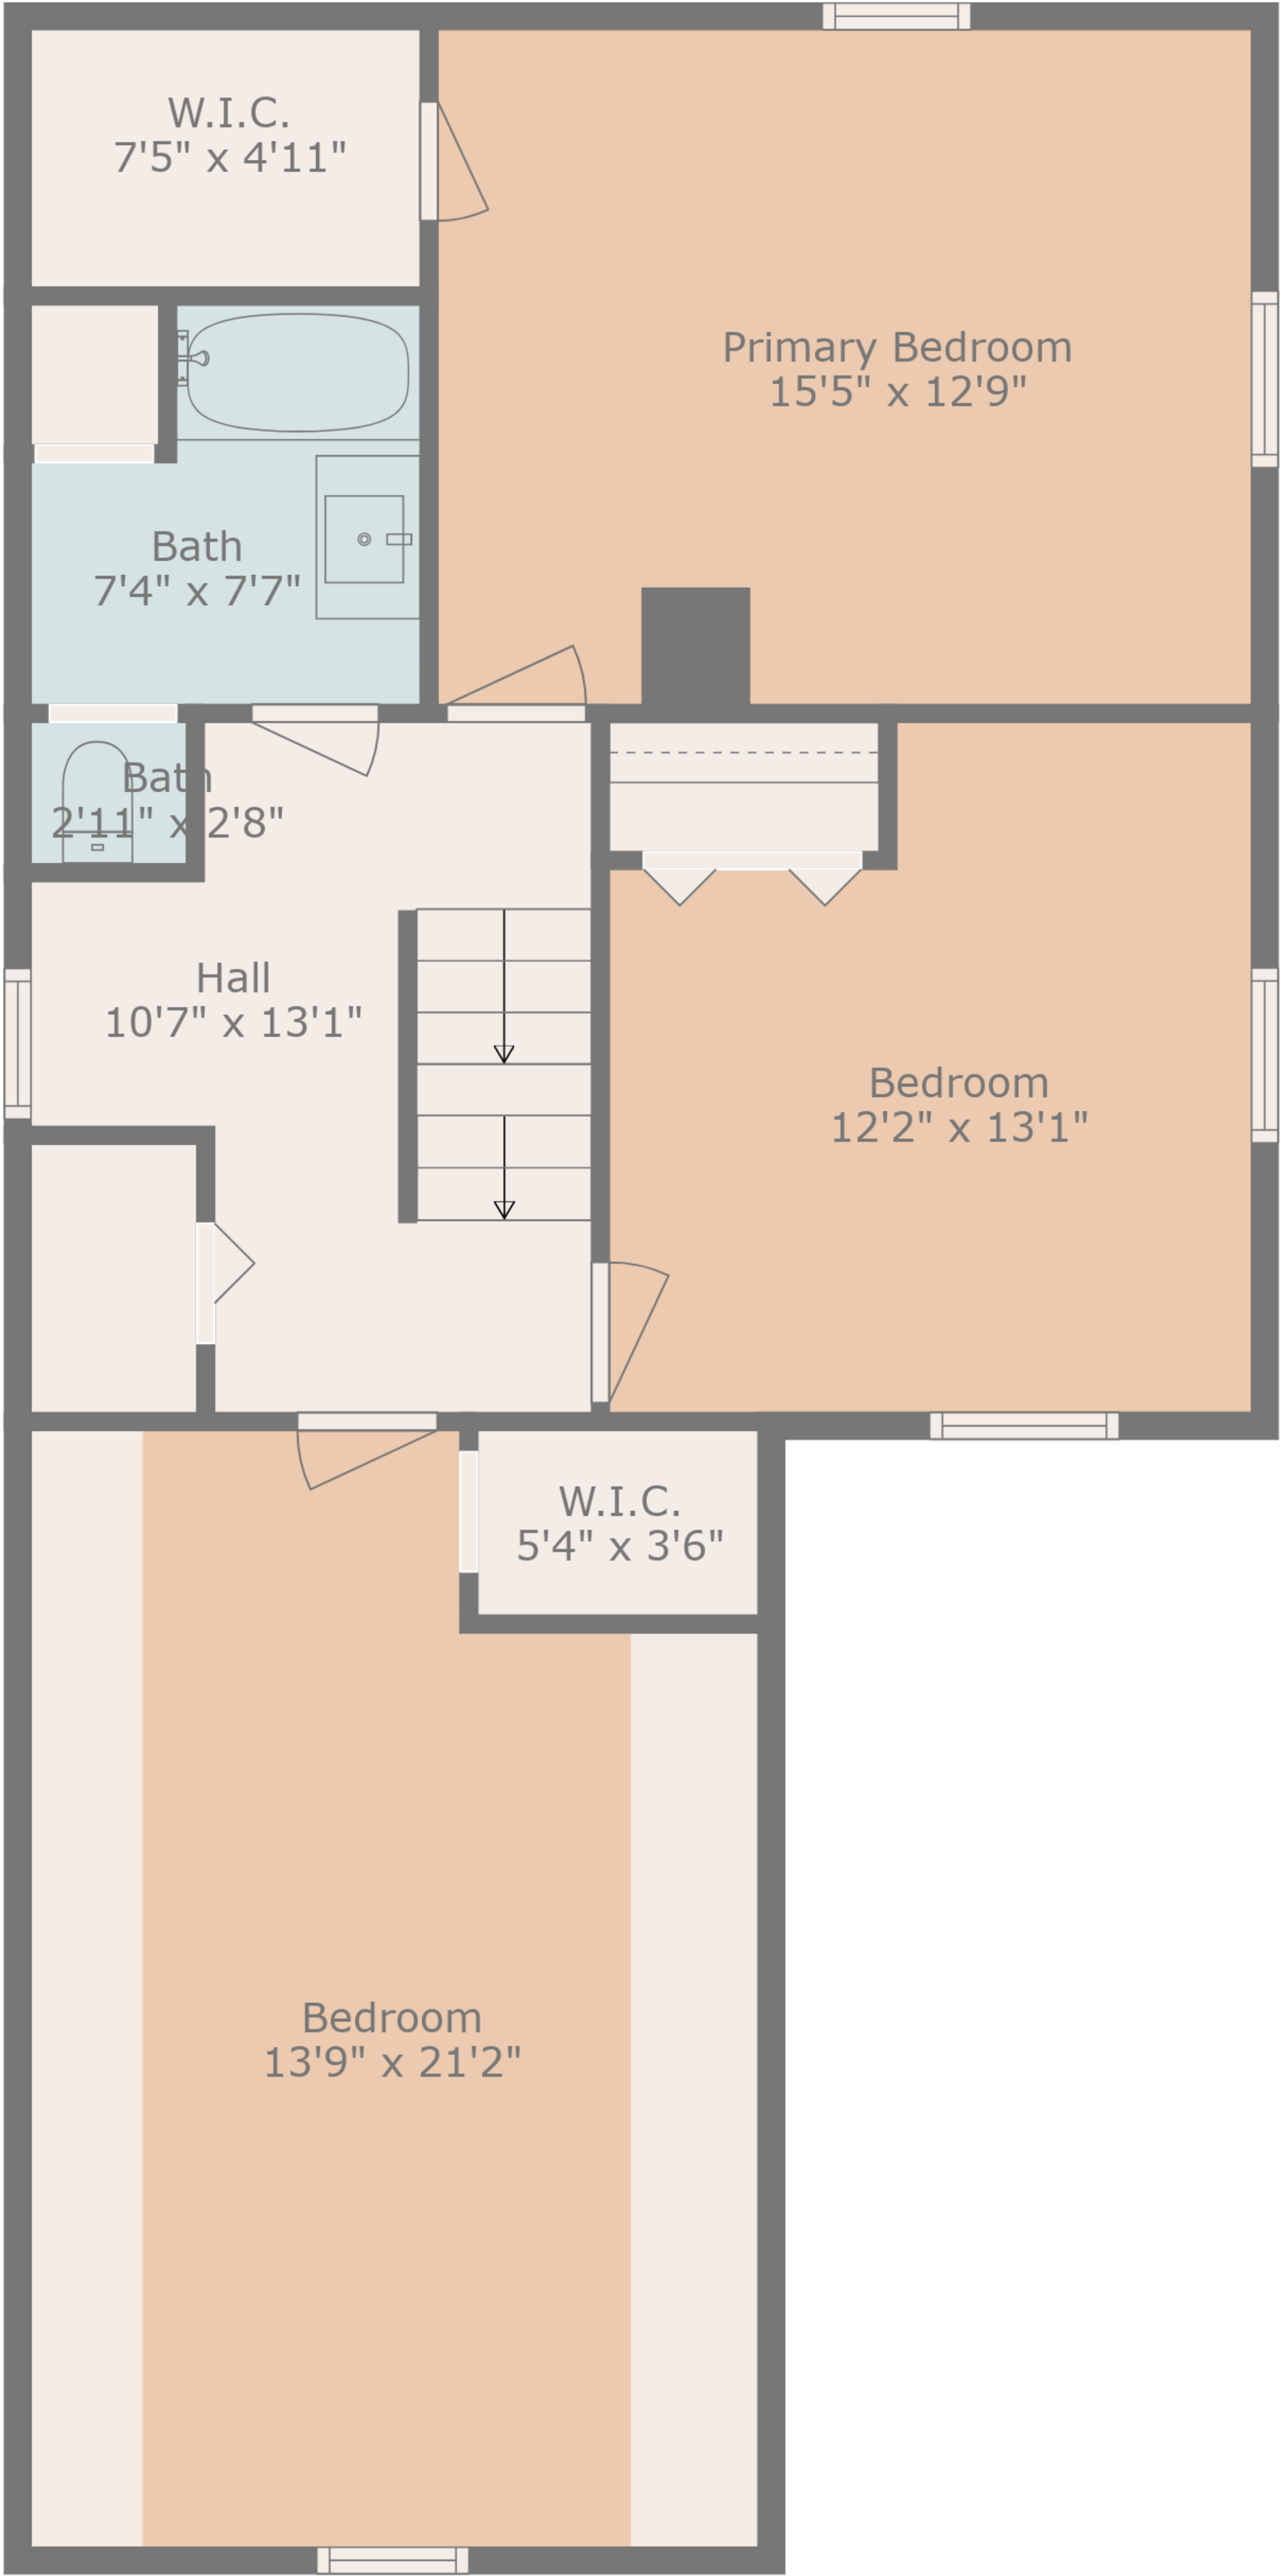 W.I.C.
7'5" x 4'11"
Primary Bedroom
15'5" x 12'9"
Bath
7'4" x 7'7"
Bath
2'11" x 2'8"
Hall
10'7" x 13'1"
Bedroom
12'2" x 13'1"
W.I.C.
5'4" x 3'6"
Bedroom
13'9" x 21'2"